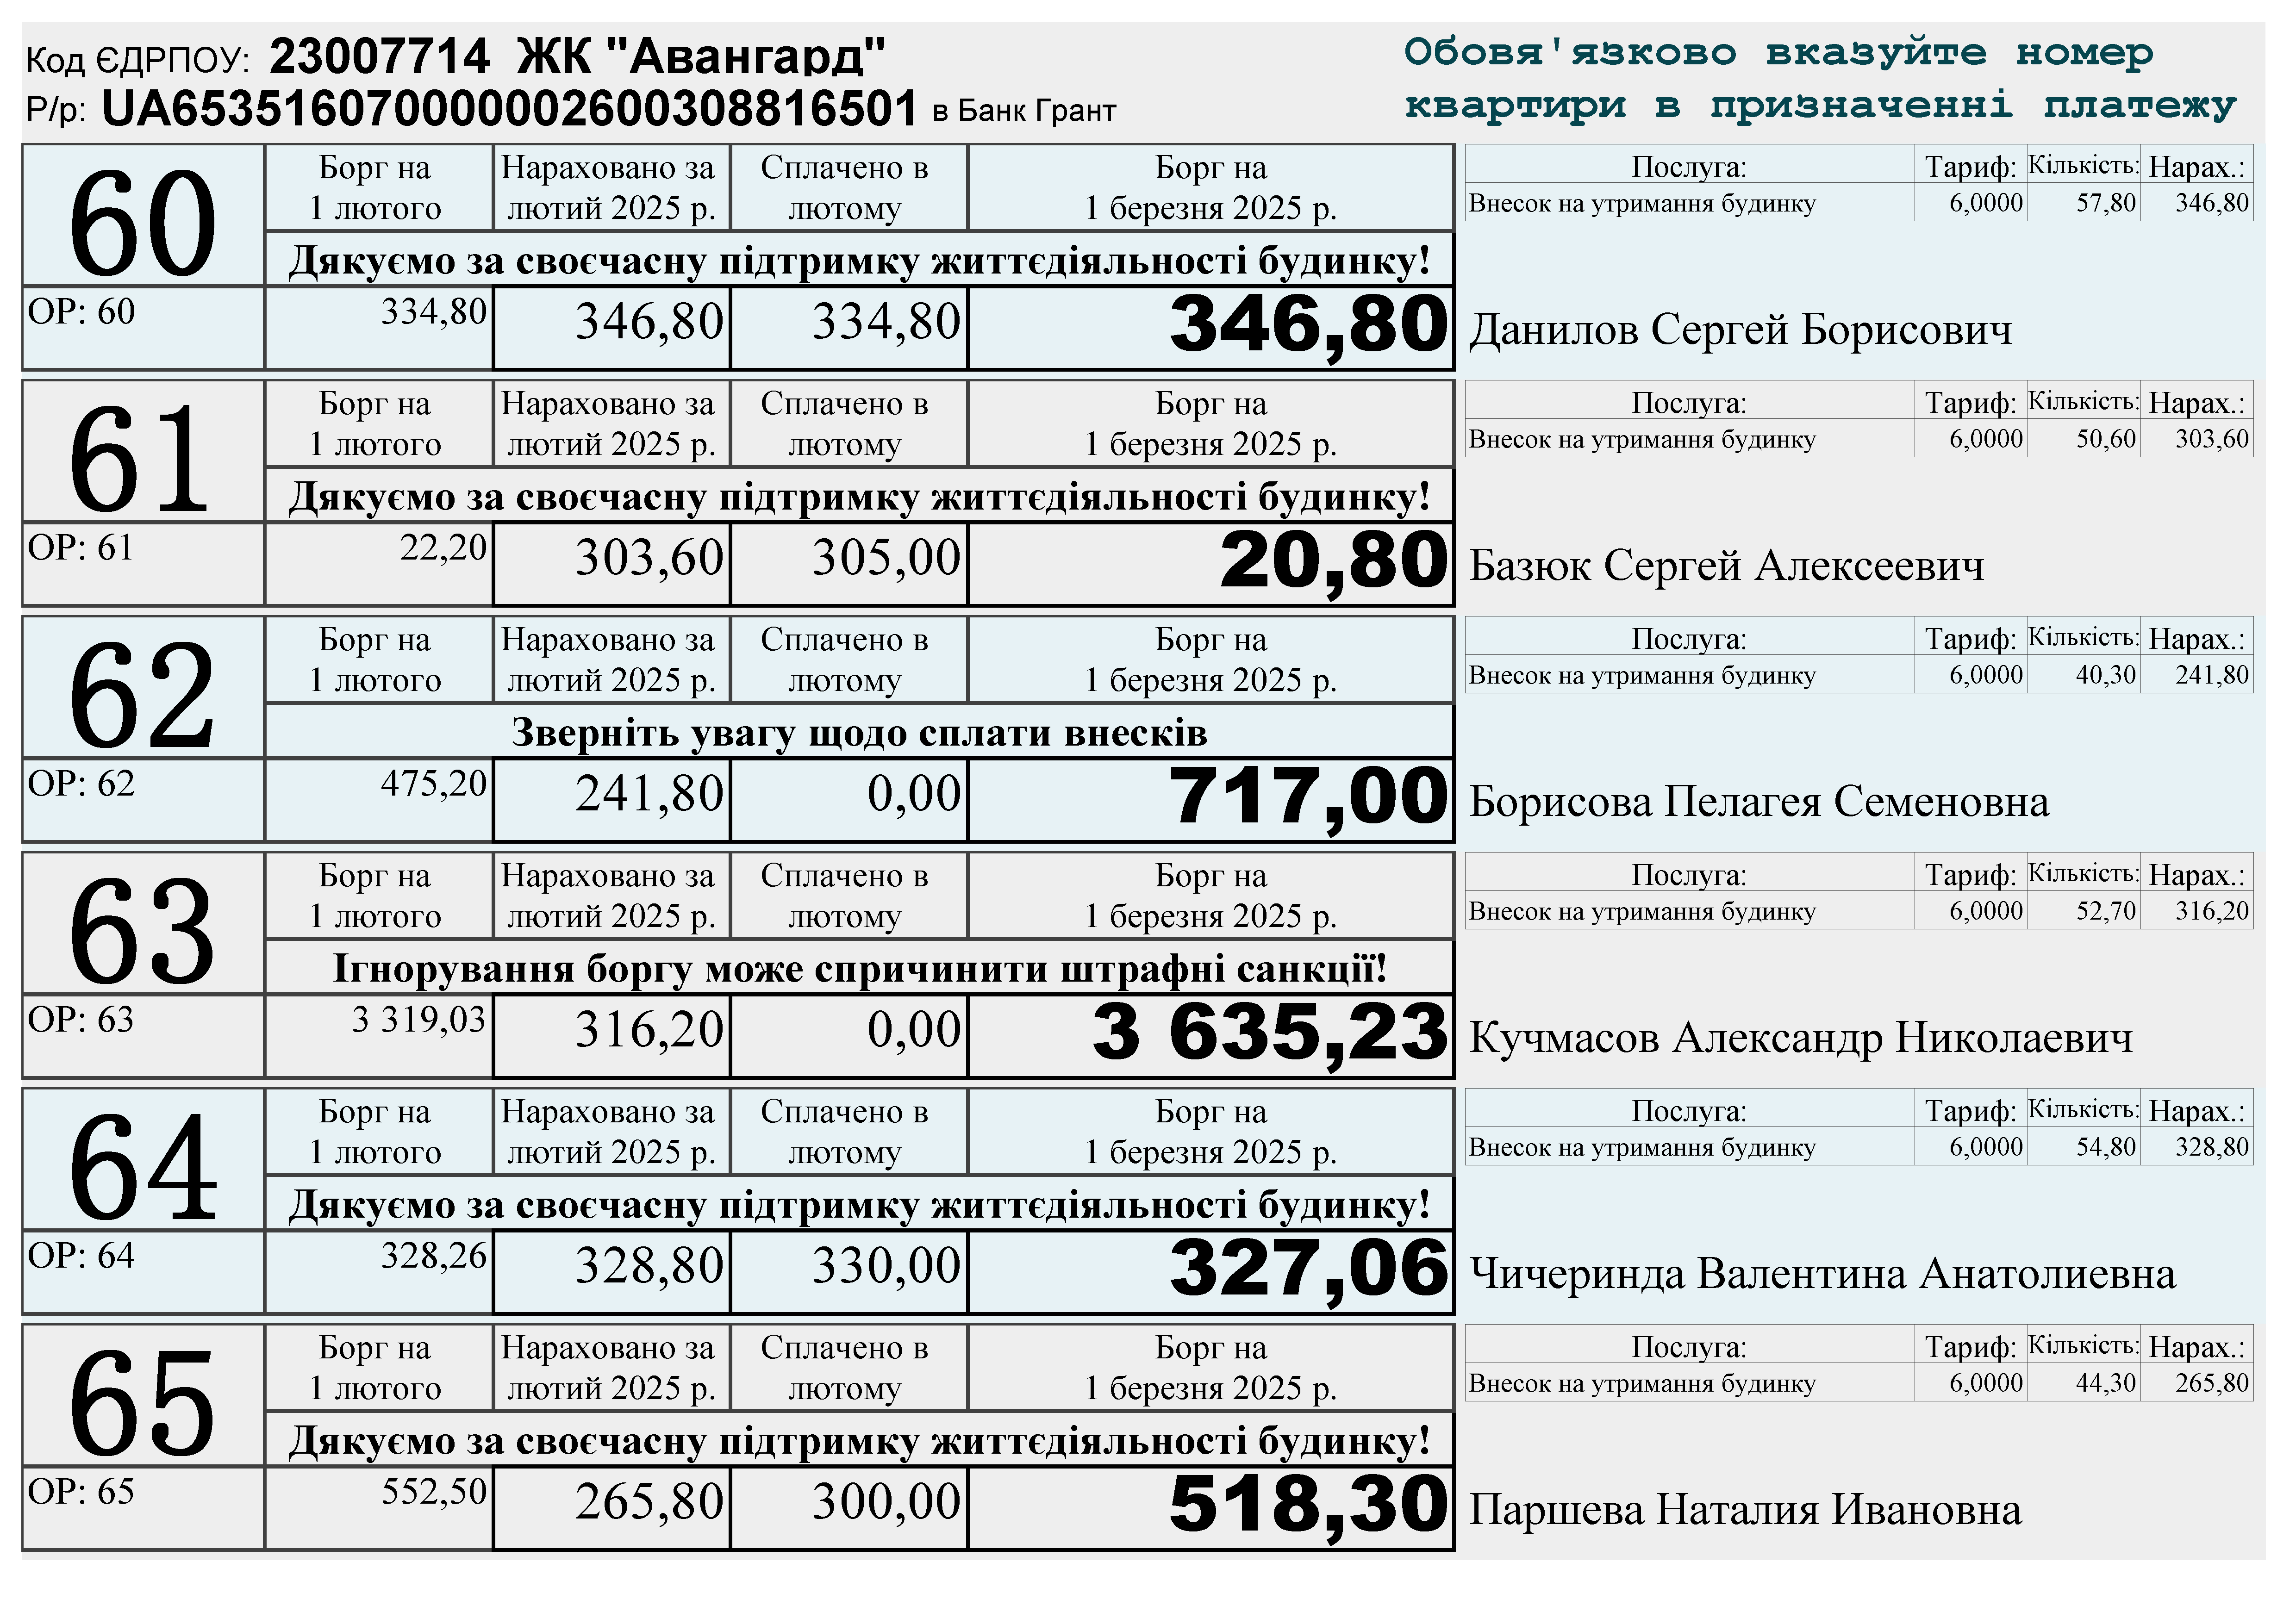 Код ЄДРПОУ: 23007714 ЖК "Авангард"
Р/р: UA653516070000002600308816501 в Банк Грант
Обовя'язково вказуйте номер
квартири в призначенні платежу
60
Борг на
1 лютого
Нараховано за
лютий 2025 р.
Сплачено в
лютому
Борг на
1 березня 2025 р.
Дякуємо за своєчасну підтримку життєдіяльності будинку!
ОР: 60 334,80 346,80 334,80 346,80
Послуга: Тариф: Кількість: Нарах.:
Внесок на утримання будинку 6,0000 57,80 346,80
Данилов Сергей Борисович
61
Борг на
1 лютого
Нараховано за
лютий 2025 р.
Сплачено в
лютому
Борг на
1 березня 2025 р.
Дякуємо за своєчасну підтримку життєдіяльності будинку!
ОР: 61 22,20 303,60 305,00 20,80
Послуга: Тариф: Кількість: Нарах.:
Внесок на утримання будинку 6,0000 50,60 303,60
Базюк Сергей Алексеевич
62
Борг на
1 лютого
Нараховано за
лютий 2025 р.
Сплачено в
лютому
Борг на
1 березня 2025 р.
Зверніть увагу щодо сплати внесків
ОР: 62 475,20 241,80 0,00 717,00
Послуга: Тариф: Кількість: Нарах.:
Внесок на утримання будинку 6,0000 40,30 241,80
Борисова Пелагея Семеновна
63
Борг на
1 лютого
Нараховано за
лютий 2025 р.
Сплачено в
лютому
Борг на
1 березня 2025 р.
Ігнорування боргу може спричинити штрафні санкції!
ОР: 63 3 319,03 316,20 0,00 3 635,23
Послуга: Тариф: Кількість: Нарах.:
Внесок на утримання будинку 6,0000 52,70 316,20
Кучмасов Александр Николаевич
64
Борг на
1 лютого
Нараховано за
лютий 2025 р.
Сплачено в
лютому
Борг на
1 березня 2025 р.
Дякуємо за своєчасну підтримку життєдіяльності будинку!
ОР: 64 328,26 328,80 330,00 327,06
Послуга: Тариф: Кількість: Нарах.:
Внесок на утримання будинку 6,0000 54,80 328,80
Чичеринда Валентина Анатолиевна
65
Борг на
1 лютого
Нараховано за
лютий 2025 р.
Сплачено в
лютому
Борг на
1 березня 2025 р.
Дякуємо за своєчасну підтримку життєдіяльності будинку!
ОР: 65 552,50 265,80 300,00 518,30
Послуга: Тариф: Кількість: Нарах.:
Внесок на утримання будинку 6,0000 44,30 265,80
Паршева Наталия Ивановна